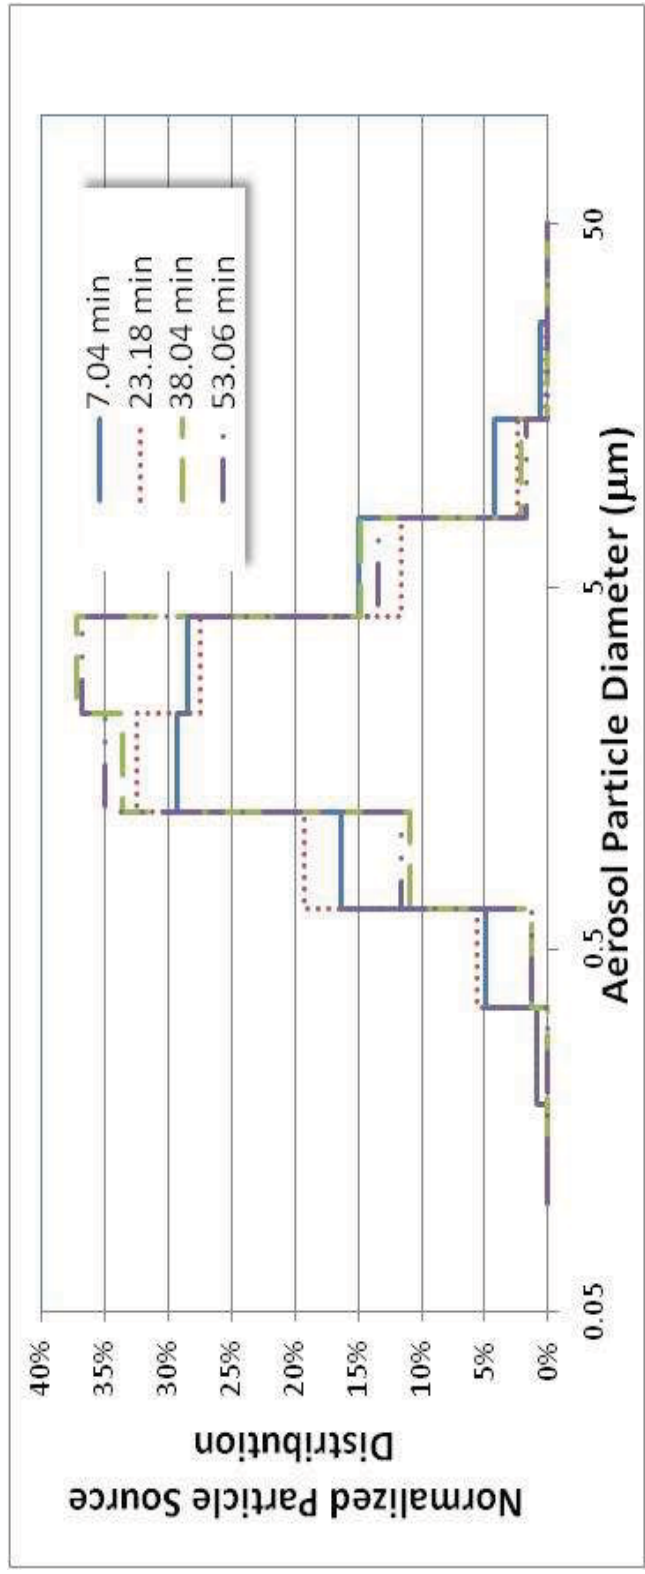 Normalized Particle Source
Distribution
40%
35%
30%
25%
20%
15%
10%
5%
0%
7.04 min
23.18 min
38.04 min
53.06 min
0.05
0.5
5
50
Aerosol Particle Diameter (µm)